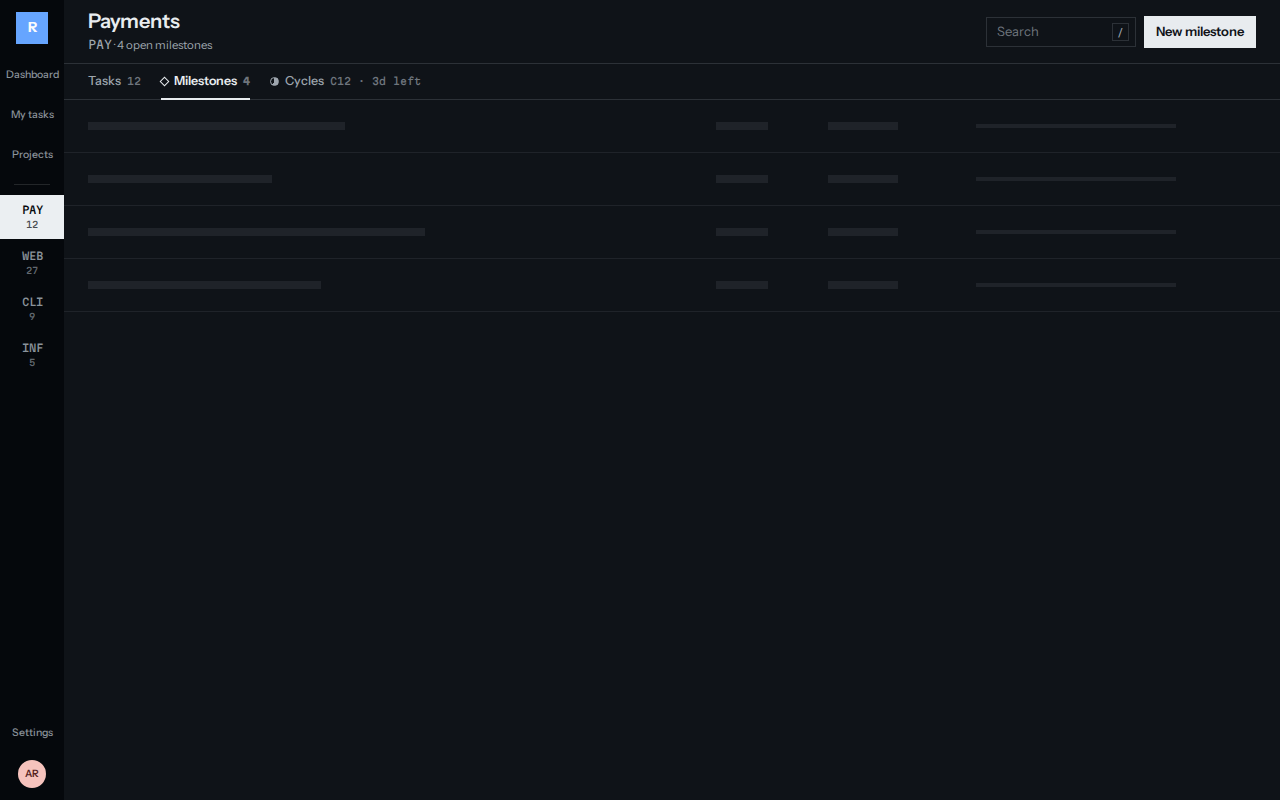 R
Dashboard
My tasks
Projects
PAY
12
WEB
27
CLI
9
INF
5
Settings
AR
Payments
PAY · 4 open milestones
Search /
New milestone
Tasks 12 Milestones 4 Cycles C12 · 3d left